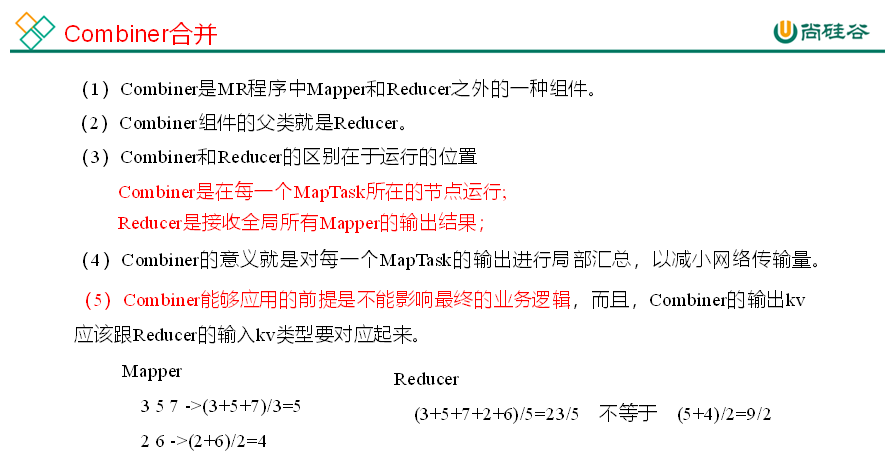 Combiner合并
尚硅谷
（1）Combiner是MR程序中Mapper和Reducer之外的一种组件。
（2）Combiner组件的父类就是Reducer。
（3）Combiner和Reducer的区别在于运行的位置
Combiner是在每一个MapTask所在的节点运行;
Reducer是接收全局所有Mapper的输出结果；
（4）Combiner的意义就是对每一个MapTask的输出进行局部汇总，以减小网络传输量。
（5）Combiner能够应用的前提是不能影响最终的业务逻辑，而且，Combiner的输出kv
应该跟Reducer的输入kv类型要对应起来。
Mapper
3 5 7 ->(3+5+7)/3=5
2 6 ->(2+6)/2=4
Reducer
(3+5+7+2+6)/5=23/5 不等于 (5+4)/2=9/2